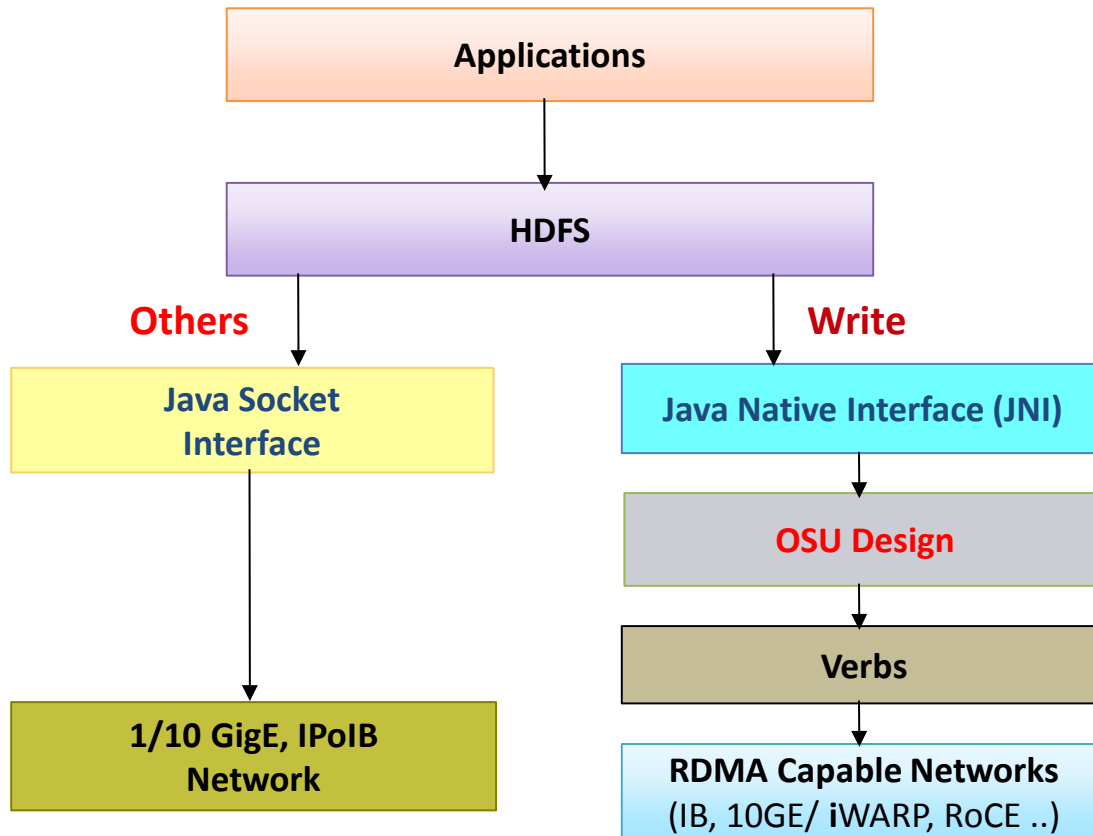 Applications
HDFS
Others
Write
Java Socket
Interface
Java Native Interface (JNI)
OSU Design
Verbs
1/10 GigE, IPoIB
Network
RDMA Capable Networks
(IB, 10GE/ iWARP, RoCE ..)